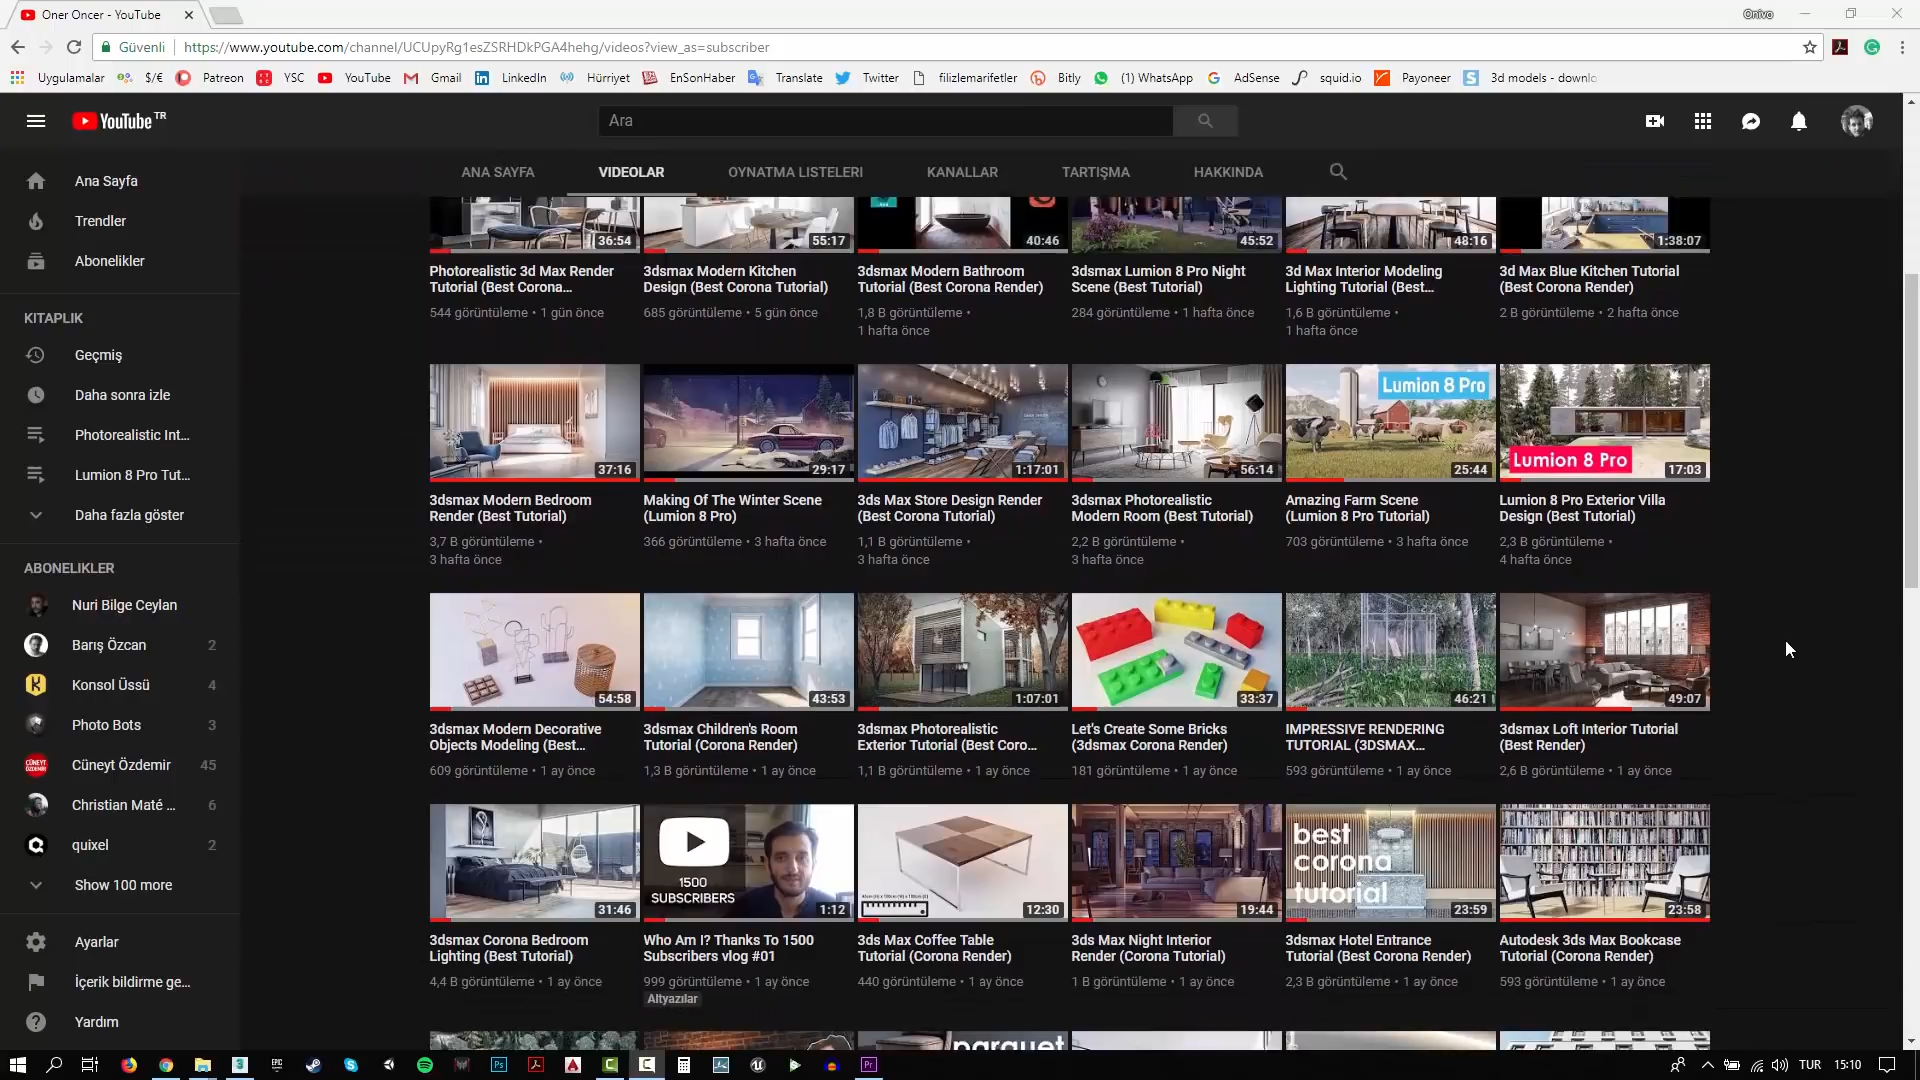 Oner Oncer - YouTube
Onivo
Güvenli
https://www.youtube.com/channel/UCUpyRg1esZSRHDkPGA4hehg/videos?view_as=subscriber
Uygulamalar
$/€
Patreon
YSC
YouTube
Gmail
LinkedIn
Hürriyet
EnSonHaber
Translate
Twitter
filizlemarifetler
Bitly
(1) WhatsApp
AdSense
squid.io
Payoneer
3d models - downlo
YouTube TR
Ara
ANA SAYFA
VIDEOLAR
OYNATMA LISTELERI
KANALLAR
TARTIŞMA
HAKKINDA
Ana Sayfa
Trendler
Abonelikler
KITAPLIK
Geçmiş
Daha sonra izle
Photorealistic Int...
Lumion 8 Pro Tut...
Daha fazla göster
ABONELIKLER
Nuri Bilge Ceylan
Barış Özcan 2
Konsol Üssü 4
Photo Bots 3
Cüneyt Özdemir 45
Christian Maté ... 6
quixel 2
Show 100 more
Ayarlar
İçerik bildirme ge...
Yardım
36:54
Photorealistic 3d Max Render
Tutorial (Best Corona...
544 görüntüleme • 1 gün önce
55:17
3dsmax Modern Kitchen
Design (Best Corona Tutorial)
685 görüntüleme • 5 gün önce
40:46
3dsmax Modern Bathroom
Tutorial (Best Corona Render)
1,8 B görüntüleme •
1 hafta önce
45:52
3dsmax Lumion 8 Pro Night
Scene (Best Tutorial)
284 görüntüleme • 1 hafta önce
48:16
3d Max Interior Modeling
Lighting Tutorial (Best...
1,6 B görüntüleme •
1 hafta önce
1:38:07
3d Max Blue Kitchen Tutorial
(Best Corona Render)
2 B görüntüleme • 2 hafta önce
37:16
3dsmax Modern Bedroom
Render (Best Tutorial)
3,7 B görüntüleme •
3 hafta önce
29:17
Making Of The Winter Scene
(Lumion 8 Pro)
366 görüntüleme • 3 hafta önce
1:17:01
3ds Max Store Design Render
(Best Corona Tutorial)
1,1 B görüntüleme •
3 hafta önce
56:14
3dsmax Photorealistic
Modern Room (Best Tutorial)
2,2 B görüntüleme •
3 hafta önce
Lumion 8 Pro
25:44
Amazing Farm Scene
(Lumion 8 Pro Tutorial)
703 görüntüleme • 3 hafta önce
Lumion 8 Pro
17:03
Lumion 8 Pro Exterior Villa
Design (Best Tutorial)
2,3 B görüntüleme •
4 hafta önce
54:58
3dsmax Modern Decorative
Objects Modeling (Best...
609 görüntüleme • 1 ay önce
43:53
3dsmax Children's Room
Tutorial (Corona Render)
1,3 B görüntüleme • 1 ay önce
1:07:01
3dsmax Photorealistic
Exterior Tutorial (Best Coro...
1,1 B görüntüleme • 1 ay önce
33:37
Let's Create Some Bricks
(3dsmax Corona Render)
181 görüntüleme • 1 ay önce
46:21
IMPRESSIVE RENDERING
TUTORIAL (3DSMAX...
593 görüntüleme • 1 ay önce
49:07
3dsmax Loft Interior Tutorial
(Best Render)
2,6 B görüntüleme • 1 ay önce
31:46
3dsmax Corona Bedroom
Lighting (Best Tutorial)
4,4 B görüntüleme • 1 ay önce
1500
SUBSCRIBERS
1:12
Who Am I? Thanks To 1500
Subscribers vlog #01
999 görüntüleme • 1 ay önce
Altyazılar
12:30
3ds Max Coffee Table
Tutorial (Corona Render)
440 görüntüleme • 1 ay önce
19:44
3ds Max Night Interior
Render (Corona Tutorial)
1 B görüntüleme • 1 ay önce
best
corona
tutorial
23:59
3dsmax Hotel Entrance
Tutorial (Best Corona Render)
2,3 B görüntüleme • 1 ay önce
23:58
Autodesk 3ds Max Bookcase
Tutorial (Corona Render)
593 görüntüleme • 1 ay önce
parquet
TUR
15:10